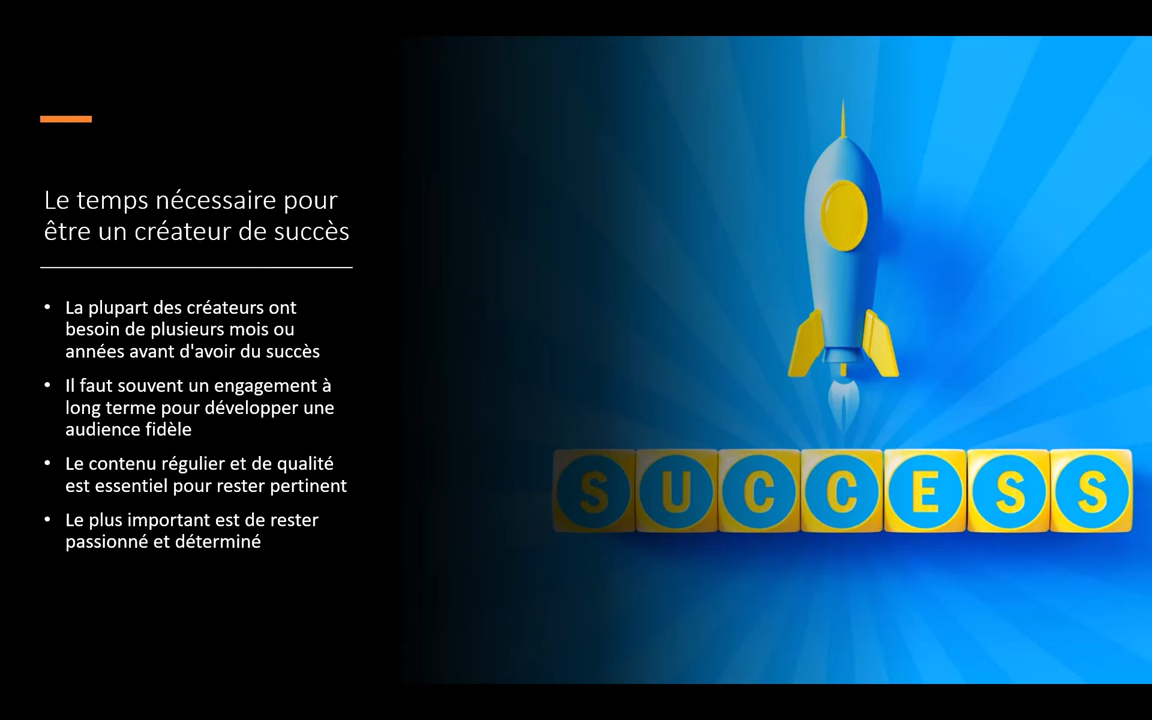 Le temps nécessaire pour
être un créateur de succès
• La plupart des créateurs ont
besoin de plusieurs mois ou
années avant d'avoir du succès
• Il faut souvent un engagement à
long terme pour développer une
audience fidèle
• Le contenu régulier et de qualité
est essentiel pour rester pertinent
• Le plus important est de rester
passionné et déterminé
SUCCESS